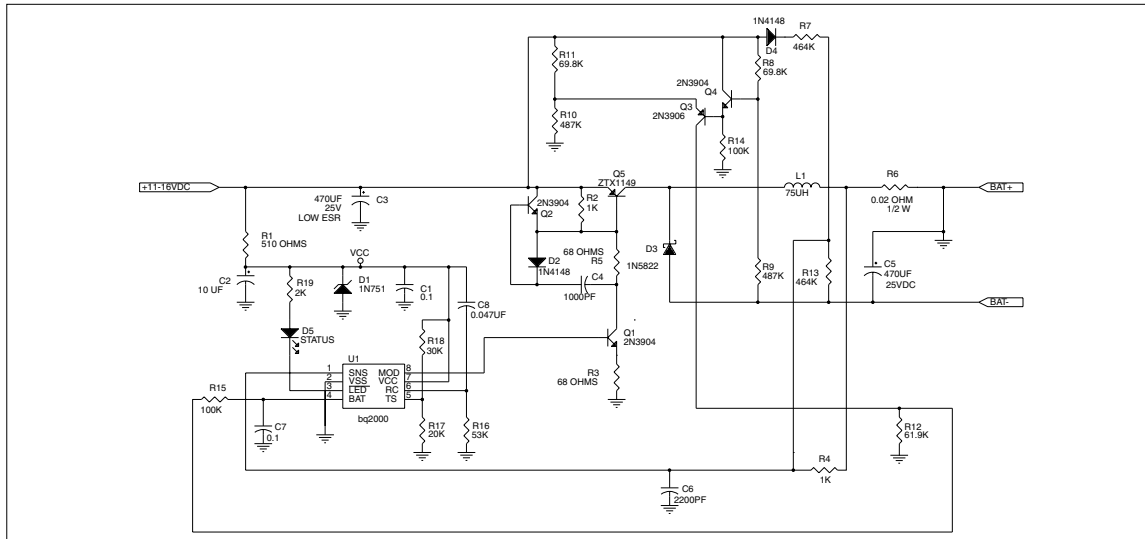 1N4148
D4
R7
464K
R11
69.8K
R8
69.8K
2N3904
Q4
Q3
2N3906
R10
487K
R14
100K
+11-16VDC
Q5
ZTX1149
L1
75UH
R6
0.02 OHM
1/2 W
BAT+
470UF
25V
LOW ESR
C3
2N3904
Q2
R2
1K
R1
510 OHMS
VCC
68 OHMS
R5
D2
1N4148
C4
1000PF
D3
1N5822
R9
487K
R13
464K
C5
470UF
25VDC
C2
10 UF
R19
2K
D1
1N751
C1
0.1
C8
0.047UF
BAT-
D5
STATUS
R18
30K
Q1
2N3904
U1
1 SNS MOD 8
2 VSS VCC 7
3 LED RC 6
4 BAT TS 5
bq2000
R3
68 OHMS
R15
100K
C7
0.1
R17
20K
R16
53K
R12
61.9K
R4
1K
C6
2200PF